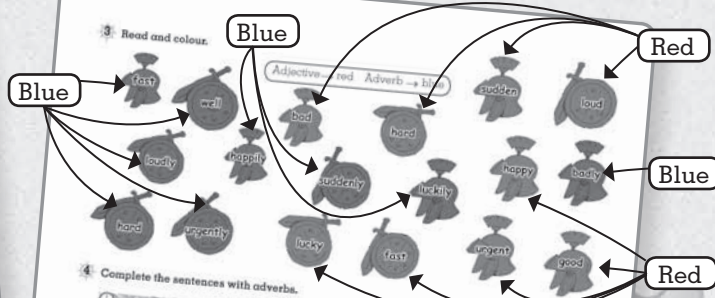 Blue
Red
3 Read and colour.
Adjective → red Adverb → blue
Blue
fast
well
bad
hard
sudden
loud
loudly
happily
suddenly
luckily
happy
badly
Blue
hard
urgently
lucky
fast
urgent
good
Red
4 Complete the sentences with adverbs.